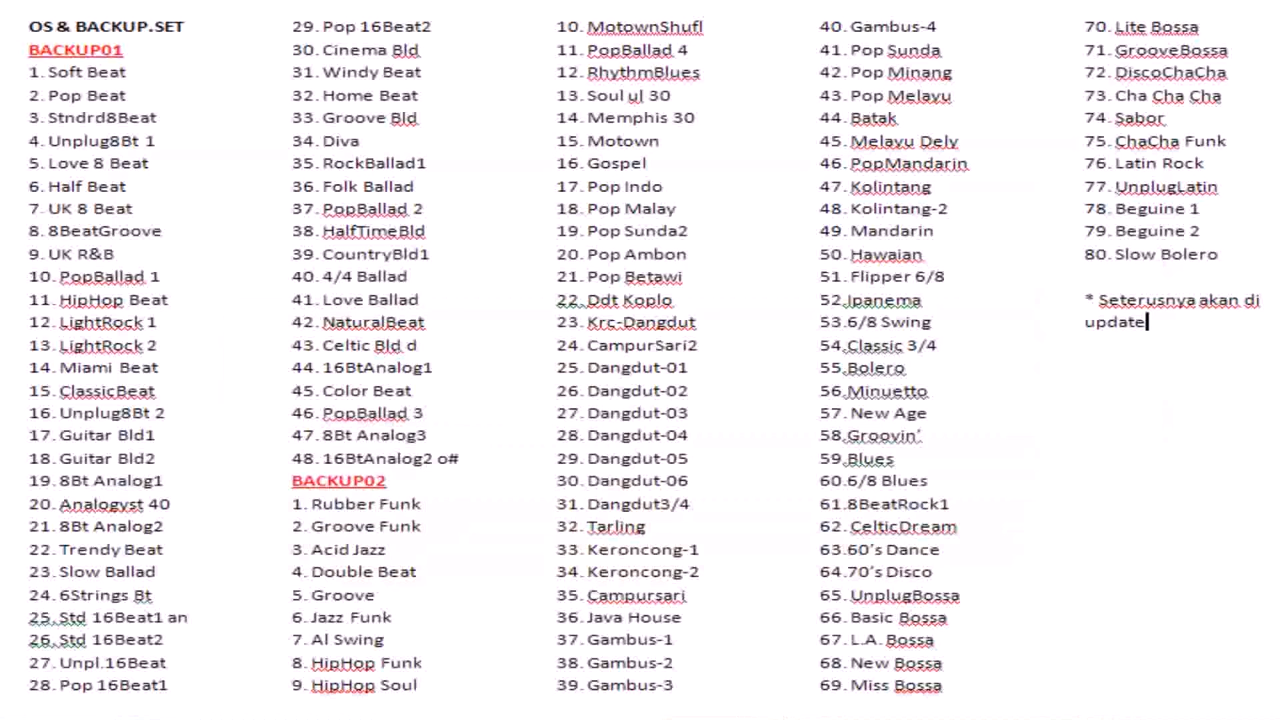 OS & BACKUP.SET
BACKUP01
1. Soft Beat
2. Pop Beat
3. Stndrd8Beat
4. Unplug8Bt 1
5. Love 8 Beat
6. Half Beat
7. UK 8 Beat
8. 8BeatGroove
9. UK R&B
10. PopBallad 1
11. HipHop Beat
12. LightRock 1
13. LightRock 2
14. Miami Beat
15. ClassicBeat
16. Unplug8Bt 2
17. Guitar Bld1
18. Guitar Bld2
19. 8Bt Analog1
20. Analogyst 40
21. 8Bt Analog2
22. Trendy Beat
23. Slow Ballad
24. 6Strings Bt
25. Std 16Beat1 an
26. Std 16Beat2
27. Unpl.16Beat
28. Pop 16Beat1
29. Pop 16Beat2
30. Cinema Bld
31. Windy Beat
32. Home Beat
33. Groove Bld
34. Diva
35. RockBallad1
36. Folk Ballad
37. PopBallad 2
38. HalfTimeBld
39. CountryBld1
40. 4/4 Ballad
41. Love Ballad
42. NaturalBeat
43. Celtic Bld d
44. 16BtAnalog1
45. Color Beat
46. PopBallad 3
47. 8Bt Analog3
48. 16BtAnalog2 o#
BACKUP02
1. Rubber Funk
2. Groove Funk
3. Acid Jazz
4. Double Beat
5. Groove
6. Jazz Funk
7. Al Swing
8. HipHop Funk
9. HipHop Soul
10. MotownShufl
11. PopBallad 4
12. RhythmBlues
13. Soul ul 30
14. Memphis 30
15. Motown
16. Gospel
17. Pop Indo
18. Pop Malay
19. Pop Sunda2
20. Pop Ambon
21. Pop Betawi
22. Ddt Koplo
23. Krc-Dangdut
24. CampurSari2
25. Dangdut-01
26. Dangdut-02
27. Dangdut-03
28. Dangdut-04
29. Dangdut-05
30. Dangdut-06
31. Dangdut3/4
32. Tarling
33. Keroncong-1
34. Keroncong-2
35. Campursari
36. Java House
37. Gambus-1
38. Gambus-2
39. Gambus-3
40. Gambus-4
41. Pop Sunda
42. Pop Minang
43. Pop Melayu
44. Batak
45. Melayu Dely
46. PopMandarin
47. Kolintang
48. Kolintang-2
49. Mandarin
50. Hawaian
51. Flipper 6/8
52.Ipanema
53.6/8 Swing
54.Classic 3/4
55.Bolero
56.Minuetto
57. New Age
58.Groovin’
59.Blues
60.6/8 Blues
61.8BeatRock1
62. CelticDream
63.60’s Dance
64.70’s Disco
65. UnplugBossa
66. Basic Bossa
67. L.A. Bossa
68. New Bossa
69. Miss Bossa
70. Lite Bossa
71. GrooveBossa
72. DiscoChaCha
73. Cha Cha Cha
74. Sabor
75. ChaCha Funk
76. Latin Rock
77. UnplugLatin
78. Beguine 1
79. Beguine 2
80. Slow Bolero
* Seterusnya akan di
update